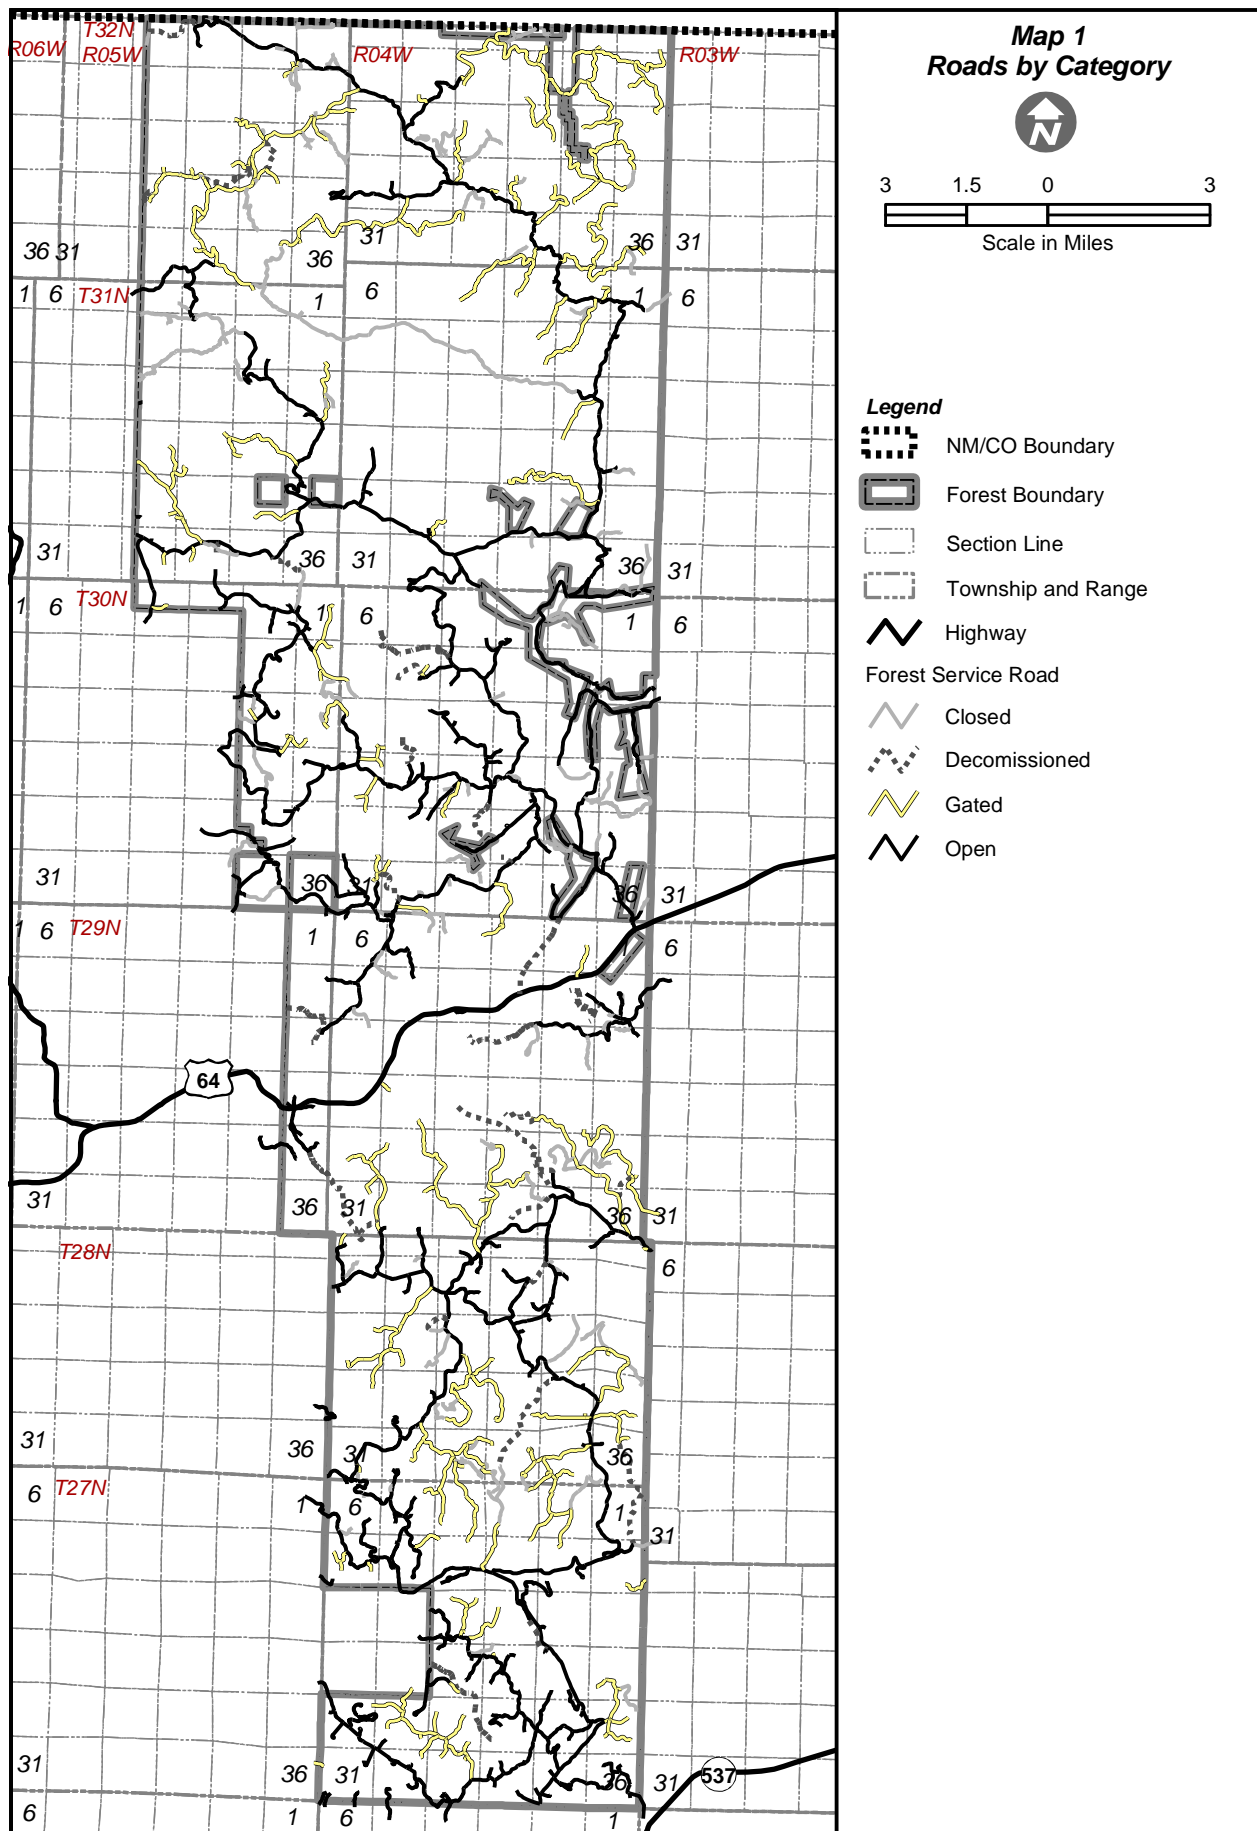 Map 1
Roads by Category
N
3 1.5 0 3
Scale in Miles
Legend
NM/CO Boundary
Forest Boundary
Section Line
Township and Range
Highway
Forest Service Road
Closed
Decomissioned
Gated
Open
T32N
R06W R05W R04W R03W
31 36 31
36 31 36
1 6 T31N 1 6 1 6
31 36 31 36 31
1 6 T30N 1 6 1 6
31 36 31 36 31
1 6 T29N 1 6 1 6
64
31 36 31 36 31
T28N
6
31 36 31 36
6 T27N 1 6 1
31
31 36 31 36 31 537
6 1 6 1